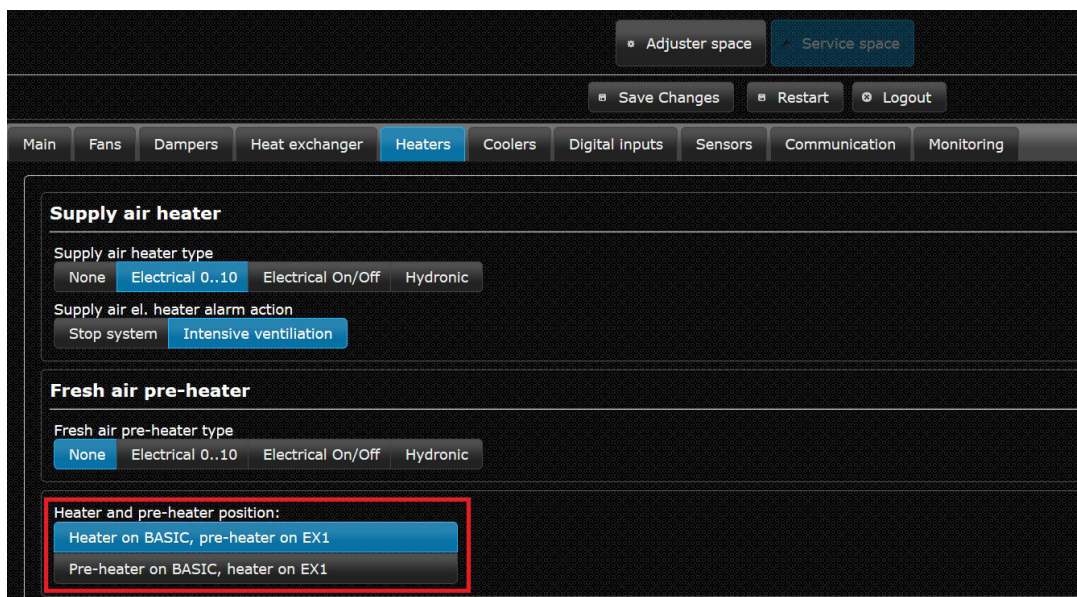 Adjuster space Service space
Save Changes Restart Logout
Main Fans Dampers Heat exchanger Heaters Coolers Digital inputs Sensors Communication Monitoring
Supply air heater
Supply air heater type
None Electrical 0..10 Electrical On/Off Hydronic
Supply air el. heater alarm action
Stop system Intensive ventiliation
Fresh air pre-heater
Fresh air pre-heater type
None Electrical 0..10 Electrical On/Off Hydronic
Heater and pre-heater position:
Heater on BASIC, pre-heater on EX1
Pre-heater on BASIC, heater on EX1